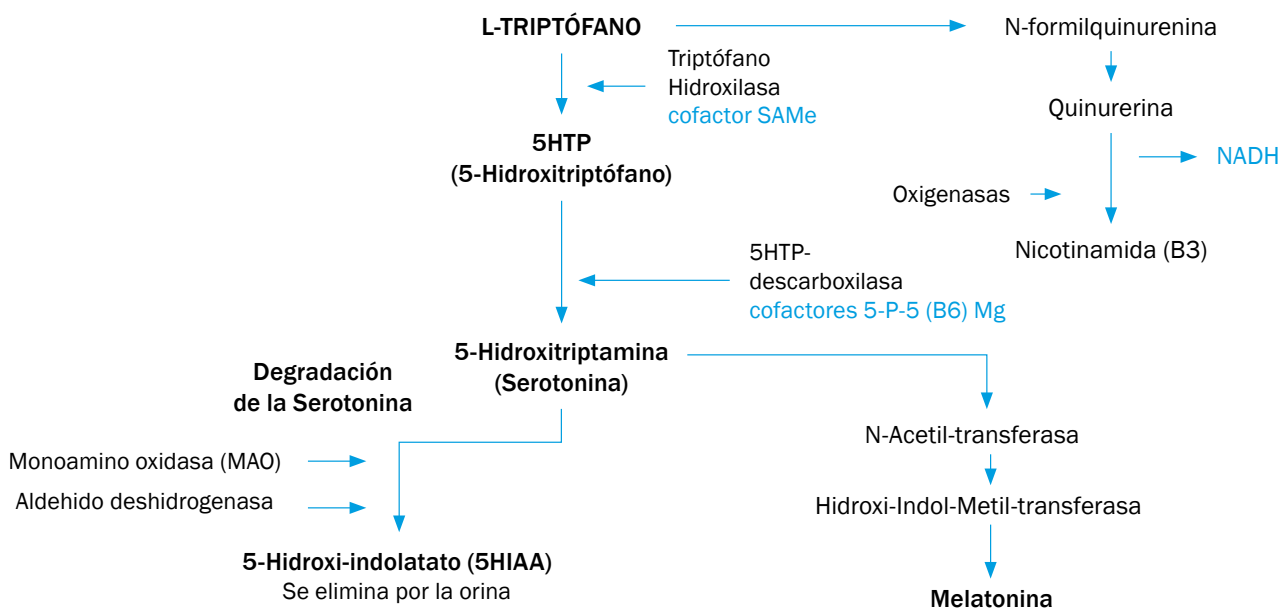 L-TRIPTÓFANO
N-formilquinurenina
Triptófano
Hidroxilasa
cofactor SAMe
Quinurerina
5HTP
(5-Hidroxitriptófano)
NADH
Oxigenasas
Nicotinamida (B3)
5HTP-
descarboxilasa
cofactores 5-P-5 (B6) Mg
5-Hidroxitriptamina
(Serotonina)
Degradación
de la Serotonina
N-Acetil-transferasa
Monoamino oxidasa (MAO)
Aldehido deshidrogenasa
Hidroxi-Indol-Metil-transferasa
5-Hidroxi-indolatato (5HIAA)
Se elimina por la orina
Melatonina